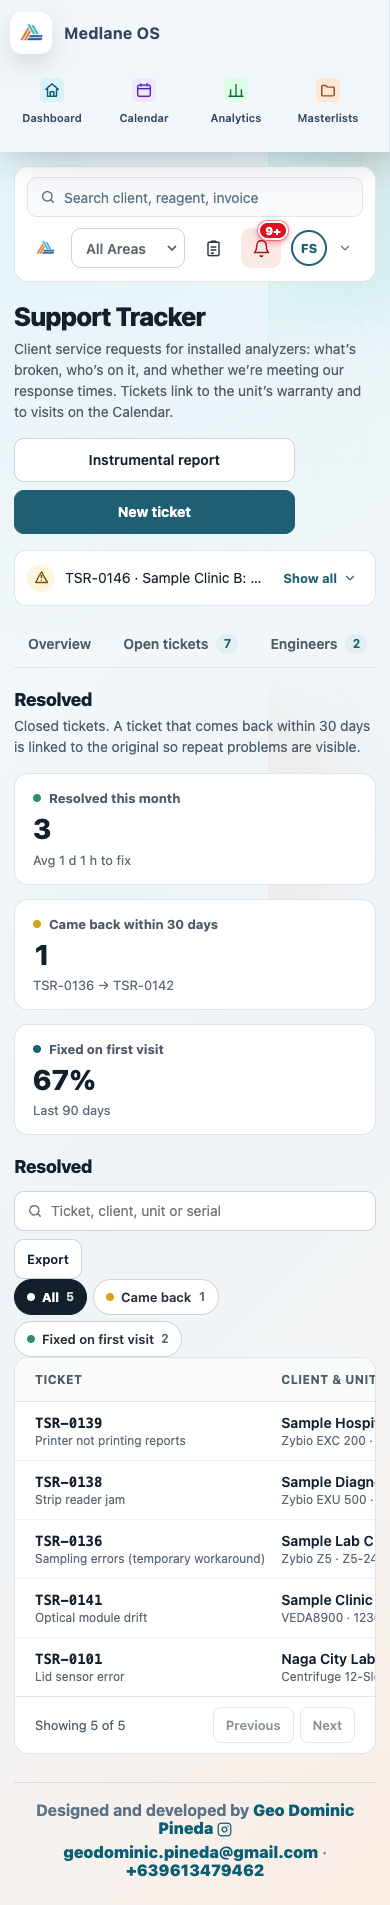 Medlane OS
Dashboard
Calendar
Analytics
Masterlists
Search client, reagent, invoice
All Areas
9+
FS
Support Tracker
Client service requests for installed analyzers: what's
broken, who's on it, and whether we're meeting our
response times. Tickets link to the unit's warranty and
to visits on the Calendar.
Instrumental report
New ticket
TSR-0146 · Sample Clinic B: ...
Show all
Overview
Open tickets 7
Engineers 2
Resolved
Closed tickets. A ticket that comes back within 30 days
is linked to the original so repeat problems are visible.
Resolved this month
3
Avg 1 d 1 h to fix
Came back within 30 days
1
TSR-0136 → TSR-0142
Fixed on first visit
67%
Last 90 days
Resolved
Ticket, client, unit or serial
Export
All 5
Came back 1
Fixed on first visit 2
TICKET
CLIENT & UNIT
TSR-0139
Sample Hospi
Printer not printing reports
Zybio EXC 200 ·
TSR-0138
Sample Diagn
Strip reader jam
Zybio EXU 500 ·
TSR-0136
Sample Lab C
Sampling errors (temporary workaround)
Zybio Z5 · Z5-24
TSR-0141
Sample Clinic
Optical module drift
VEDA8900 · 123
TSR-0101
Naga City Lab
Lid sensor error
Centrifuge 12-Sl
Showing 5 of 5
Previous
Next
Designed and developed by Geo Dominic
Pineda
geodominic.pineda@gmail.com ·
+639613479462